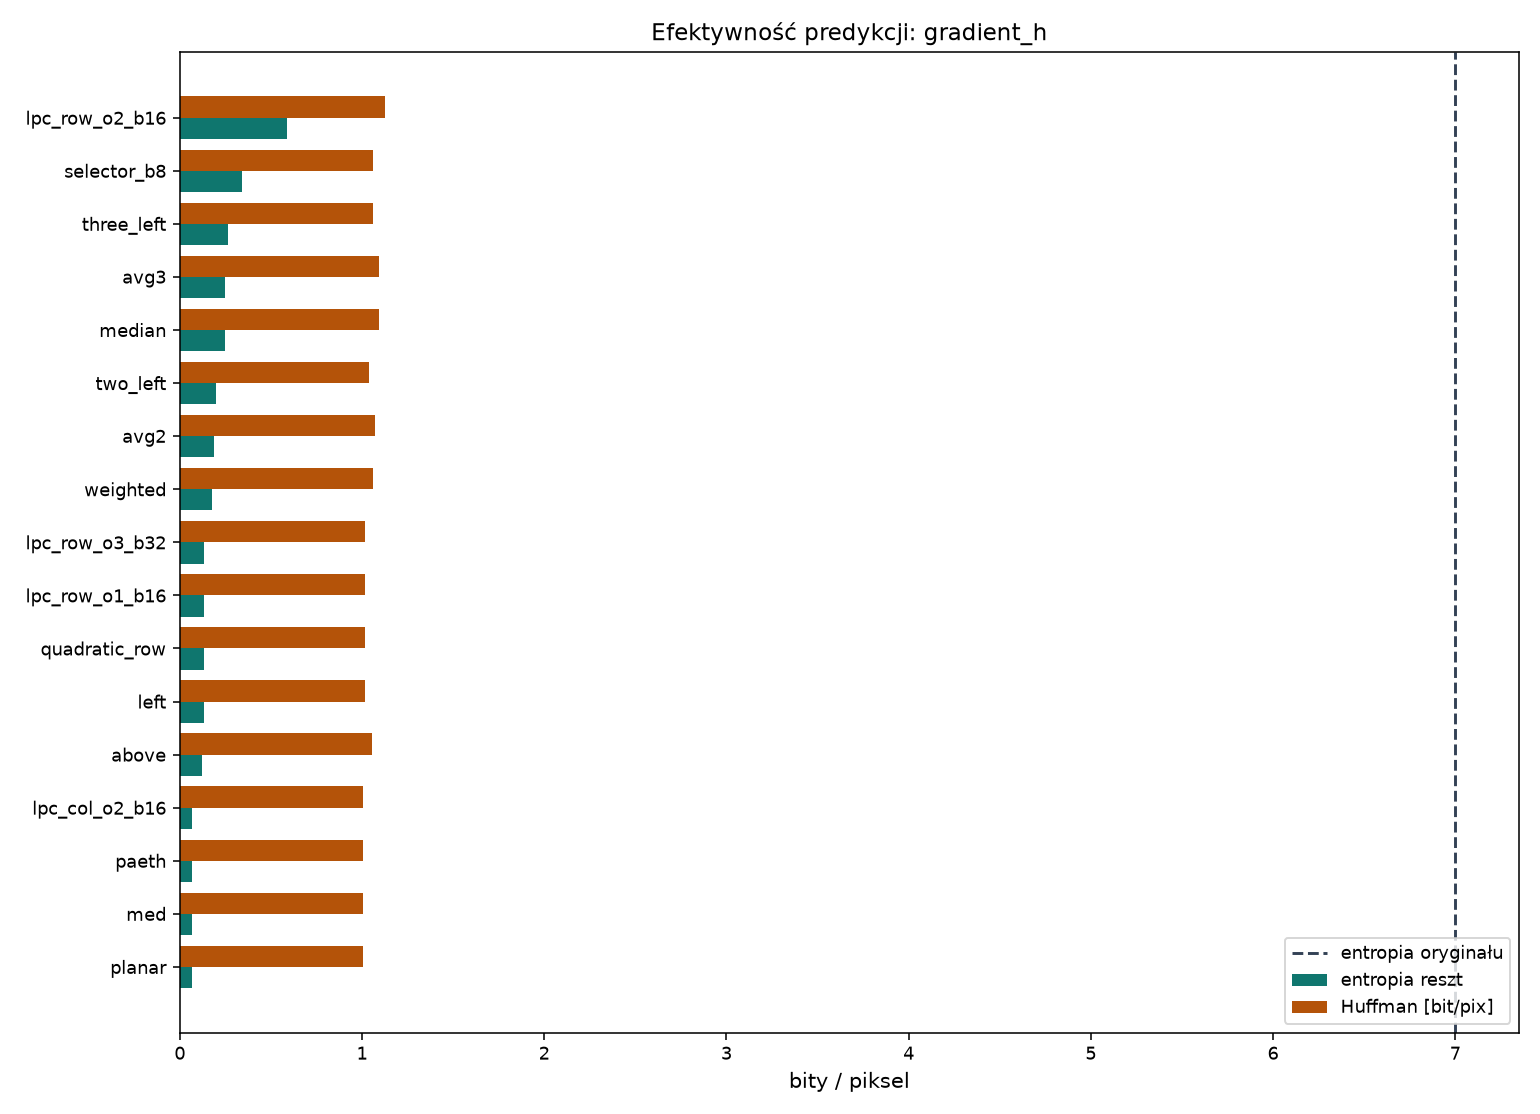 Efektywność predykcji: gradient_h
lpc_row_o2_b16
selector_b8
three_left
avg3
median
two_left
avg2
weighted
lpc_row_o3_b32
lpc_row_o1_b16
quadratic_row
left
above
lpc_col_o2_b16
paeth
med
planar
entropia oryginału
entropia reszt
Huffman [bit/pix]
0 1 2 3 4 5 6 7
bity / piksel